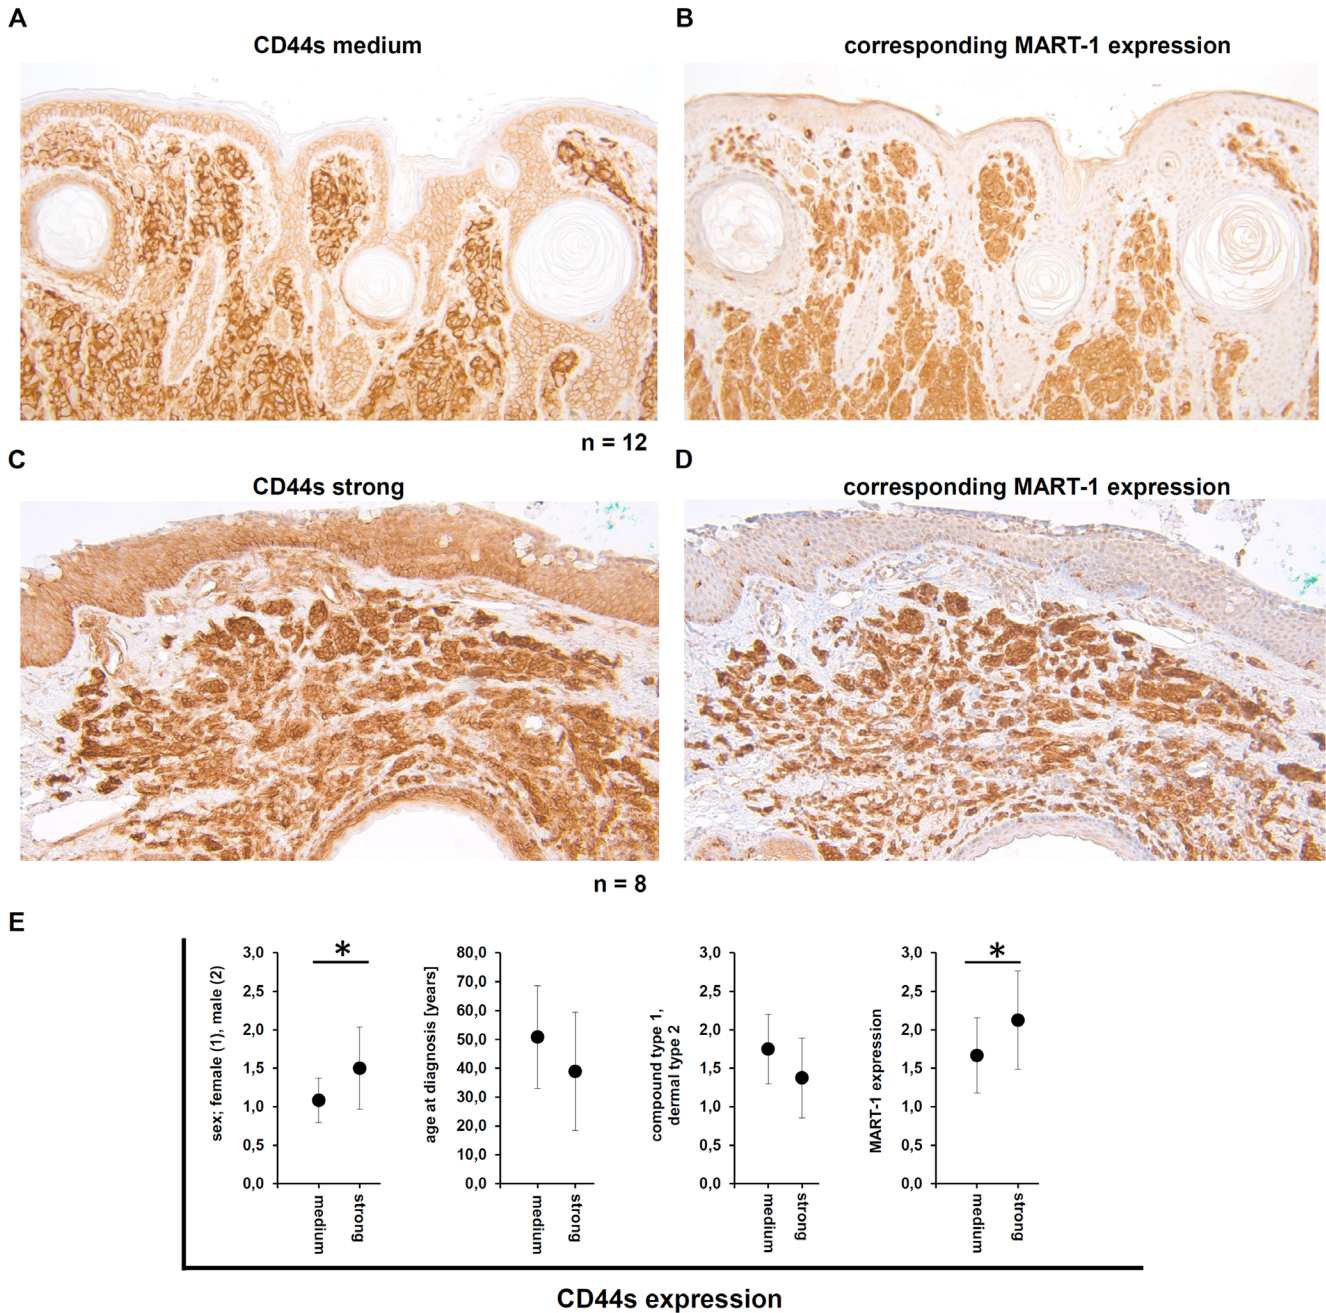 A
CD44s medium
B
corresponding MART-1 expression
n = 12
C
CD44s strong
D
corresponding MART-1 expression
n = 8
E
sex; female (1), male (2)
3,0
2,5
2,0
1,5
1,0
0,5
0,0
*
medium
strong
age at diagnosis [years]
80,0
70,0
60,0
50,0
40,0
30,0
20,0
10,0
0,0
medium
strong
compound type 1,
dermal type 2
3,0
2,5
2,0
1,5
1,0
0,5
0,0
medium
strong
MART-1 expression
3,0
2,5
2,0
1,5
1,0
0,5
0,0
*
medium
strong
CD44s expression